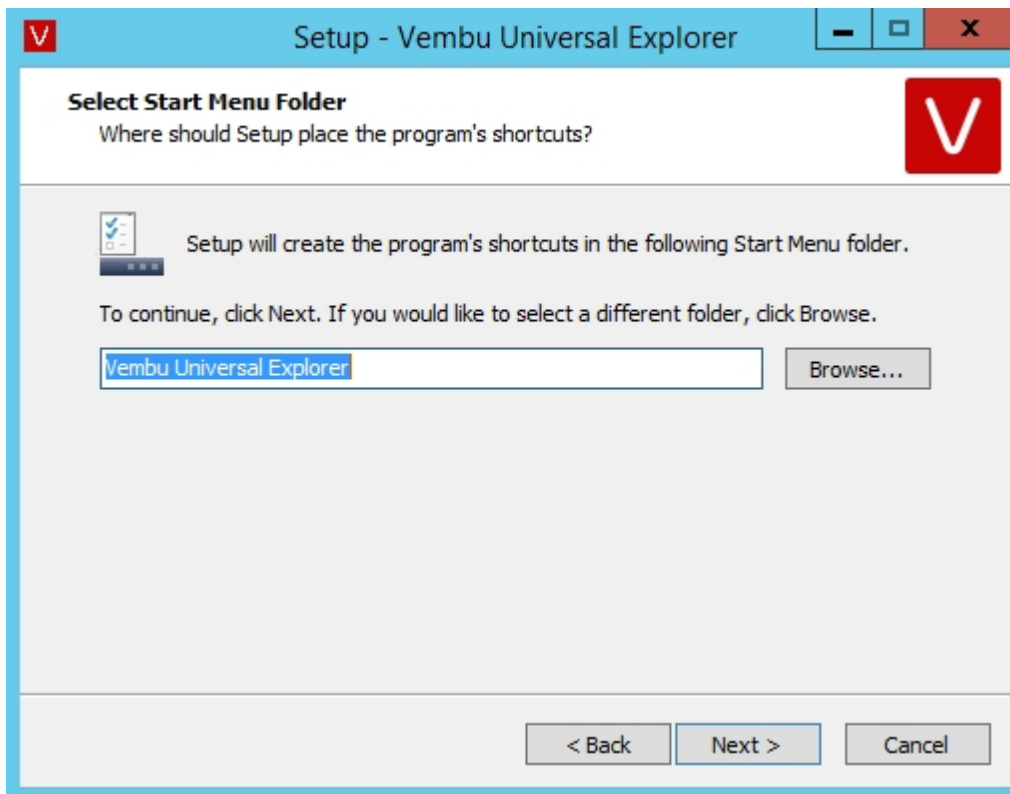 V
Setup - Vembu Universal Explorer
x
Select Start Menu Folder
Where should Setup place the program's shortcuts?
V
Setup will create the program's shortcuts in the following Start Menu folder.
To continue, click Next. If you would like to select a different folder, click Browse.
Vembu Universal Explorer
Browse...
< Back
Next >
Cancel